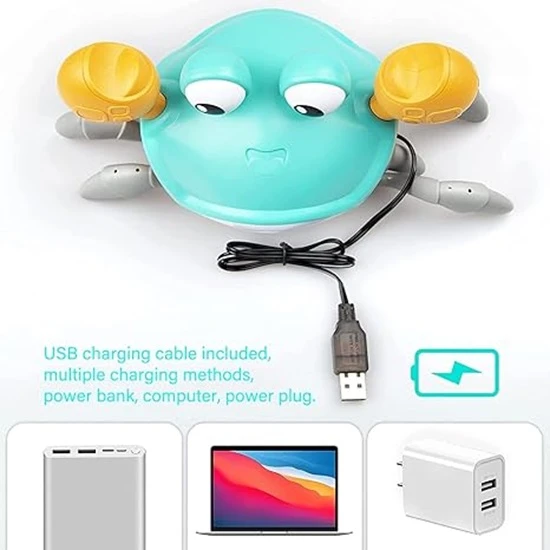 USB charging cable included,
multiple charging methods,
power bank, computer, power plug.